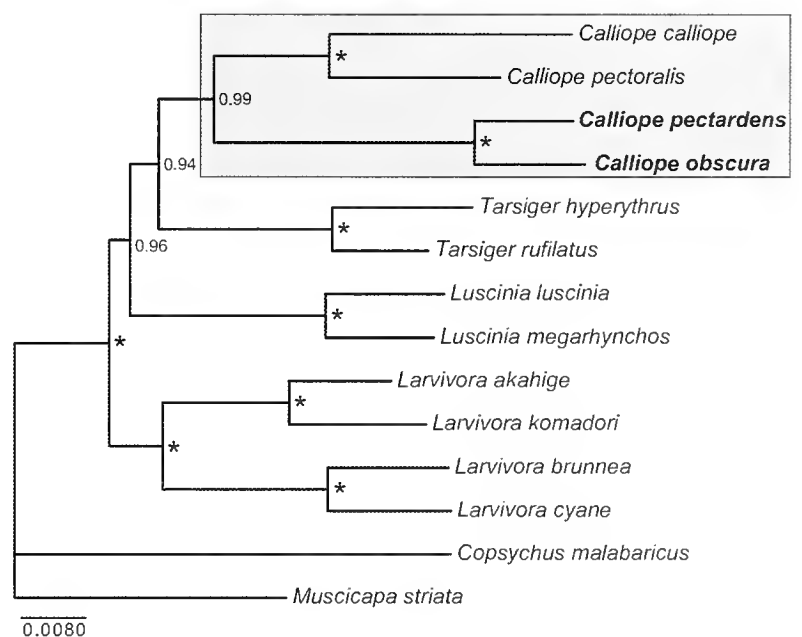 Calliope calliope
*
Calliope pectoralis
0.99
Calliope pectardens
*
Calliope obscura
0.94
Tarsiger hyperythrus
*
Tarsiger rufilatus
0.96
Luscinia luscinia
*
Luscinia megarhynchos
*
Larvivora akahige
*
Larvivora komadori
*
Larvivora brunnea
*
Larvivora cyane
Copsychus malabaricus
Muscicapa striata
0.0080